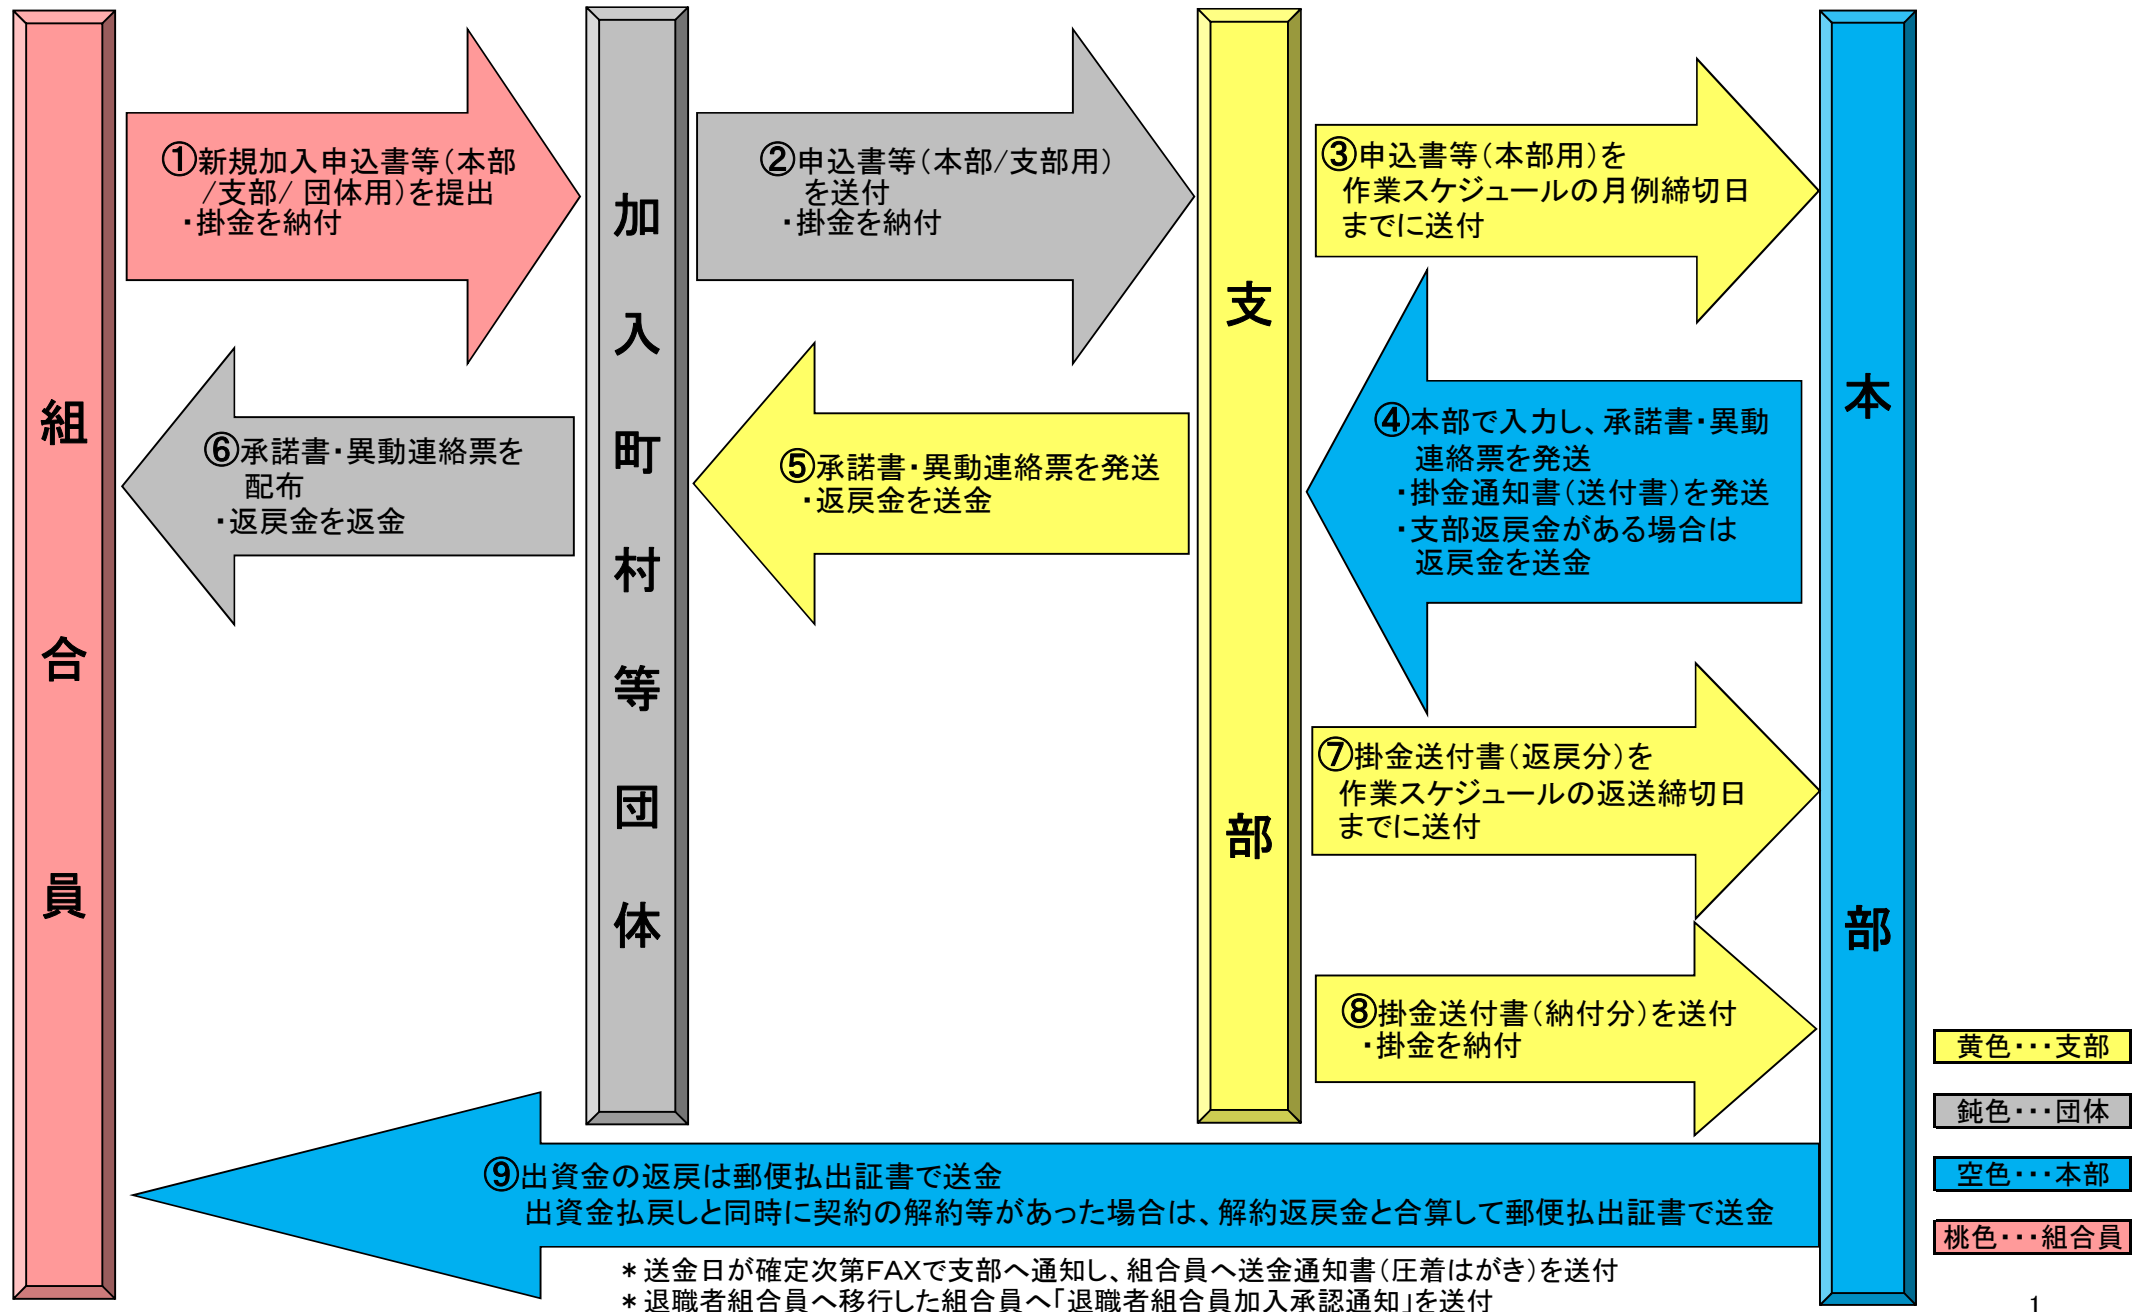 組合員
加入町村等団体
支部
本部
①新規加入申込書等（本部
/支部/ 団体用）を提出
・掛金を納付
②申込書等（本部/支部用）
を送付
・掛金を納付
③申込書等（本部用）を
作業スケジュールの月例締切日
までに送付
④本部で入力し、承諾書・異動
連絡票を発送
・掛金通知書（送付書）を発送
・支部返戻金がある場合は
返戻金を送金
⑤承諾書・異動連絡票を発送
・返戻金を送金
⑥承諾書・異動連絡票を
配布
・返戻金を返金
⑦掛金送付書（返戻分）を
作業スケジュールの返送締切日
までに送付
⑧掛金送付書（納付分）を送付
・掛金を納付
⑨出資金の返戻は郵便払出証書で送金
出資金払戻しと同時に契約の解約等があった場合は、解約返戻金と合算して郵便払出証書で送金
＊送金日が確定次第FAXで支部へ通知し、組合員へ送金通知書（圧着はがき）を送付
＊退職者組合員へ移行した組合員へ「退職者組合員加入承認通知」を送付
黄色・・・支部
鈍色・・・団体
空色・・・本部
桃色・・・組合員
1